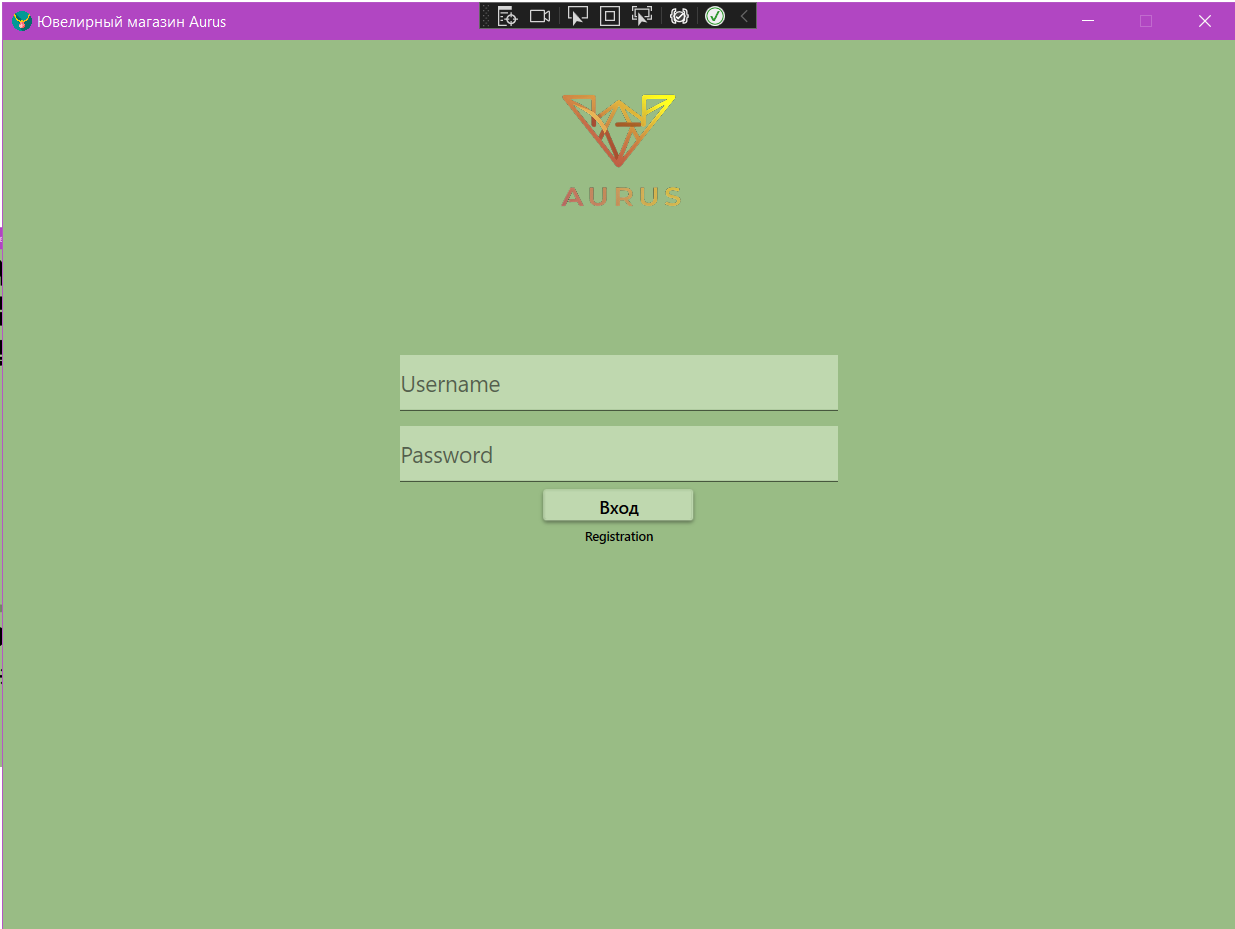 Ювелирный магазин Aurus
AURUS
Username
Password
Вход
Registration